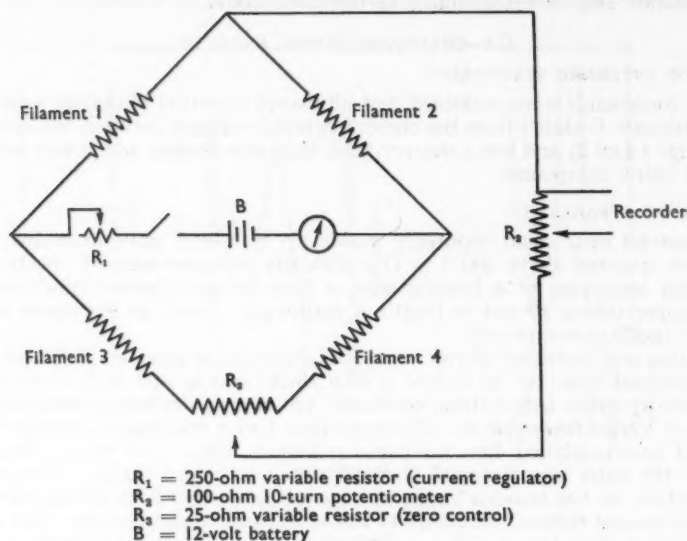 Filament 1
Filament 2
B
R₁
R₂
Recorder
Filament 3
R₃
Filament 4
R₁ = 250-ohm variable resistor (current regulator)
R₂ = 100-ohm 10-turn potentiometer
R₃ = 25-ohm variable resistor (zero control)
B = 12-volt battery